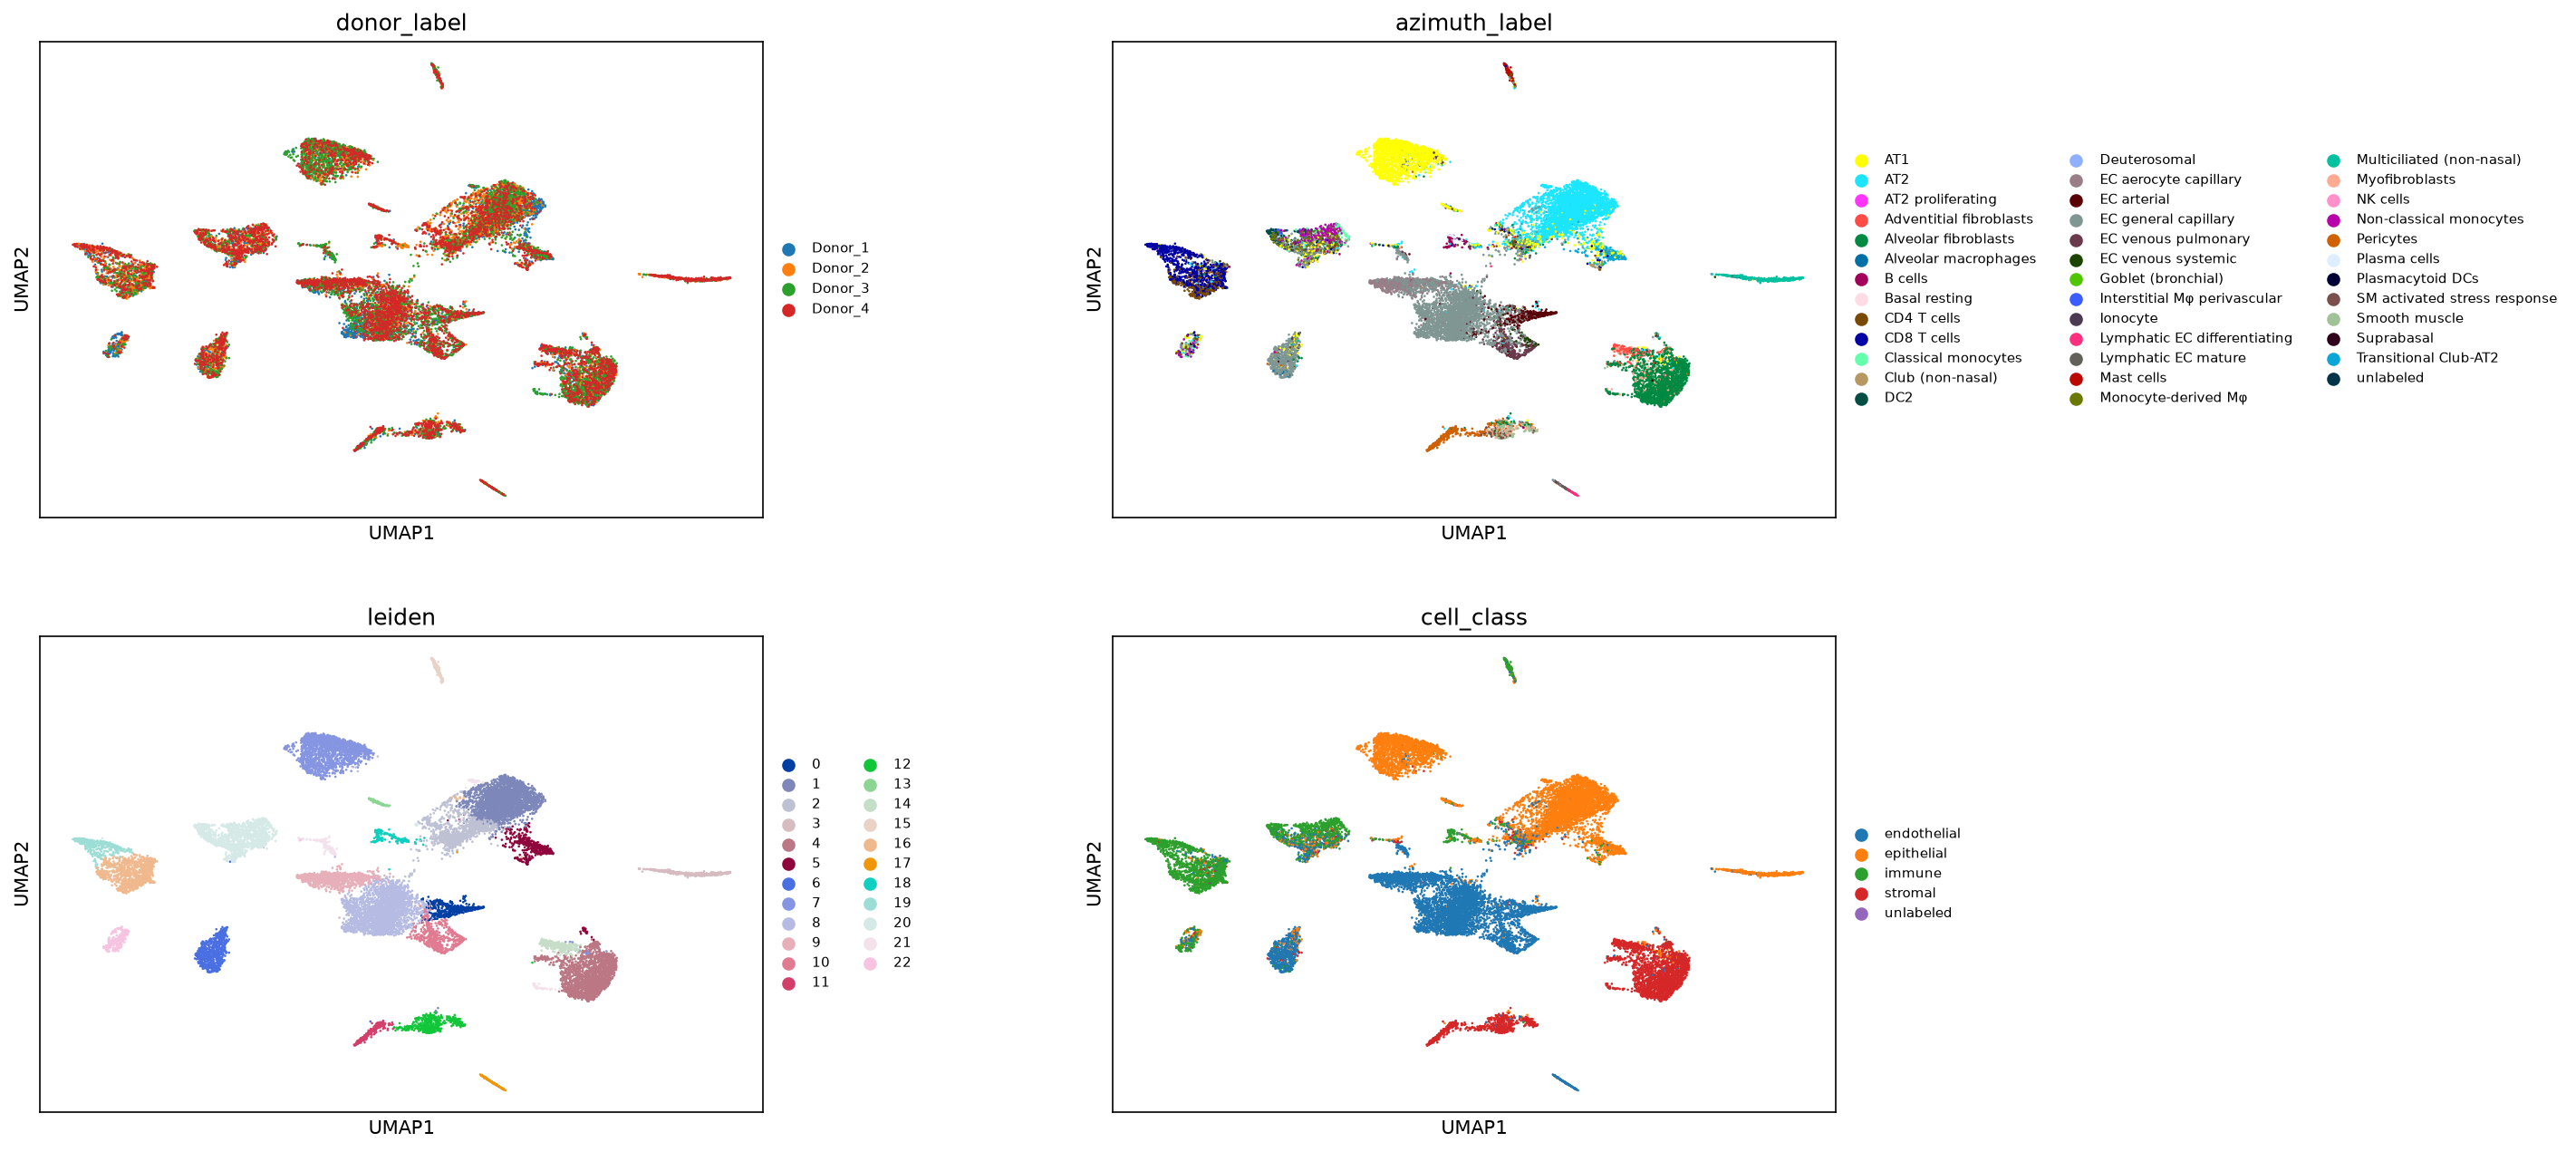 donor_label
UMAP2
UMAP1
Donor_1
Donor_2
Donor_3
Donor_4
azimuth_label
UMAP2
UMAP1
AT1
AT2
AT2 proliferating
Adventitial fibroblasts
Alveolar fibroblasts
Alveolar macrophages
B cells
Basal resting
CD4 T cells
CD8 T cells
Classical monocytes
Club (non-nasal)
DC2
Deuterosomal
EC aerocyte capillary
EC arterial
EC general capillary
EC venous pulmonary
EC venous systemic
Goblet (bronchial)
Interstitial Mφ perivascular
Ionocyte
Lymphatic EC differentiating
Lymphatic EC mature
Mast cells
Monocyte-derived Mφ
Multiciliated (non-nasal)
Myofibroblasts
NK cells
Non-classical monocytes
Pericytes
Plasma cells
Plasmacytoid DCs
SM activated stress response
Smooth muscle
Suprabasal
Transitional Club-AT2
unlabeled
leiden
UMAP2
UMAP1
0
1
2
3
4
5
6
7
8
9
10
11
12
13
14
15
16
17
18
19
20
21
22
cell_class
UMAP2
UMAP1
endothelial
epithelial
immune
stromal
unlabeled